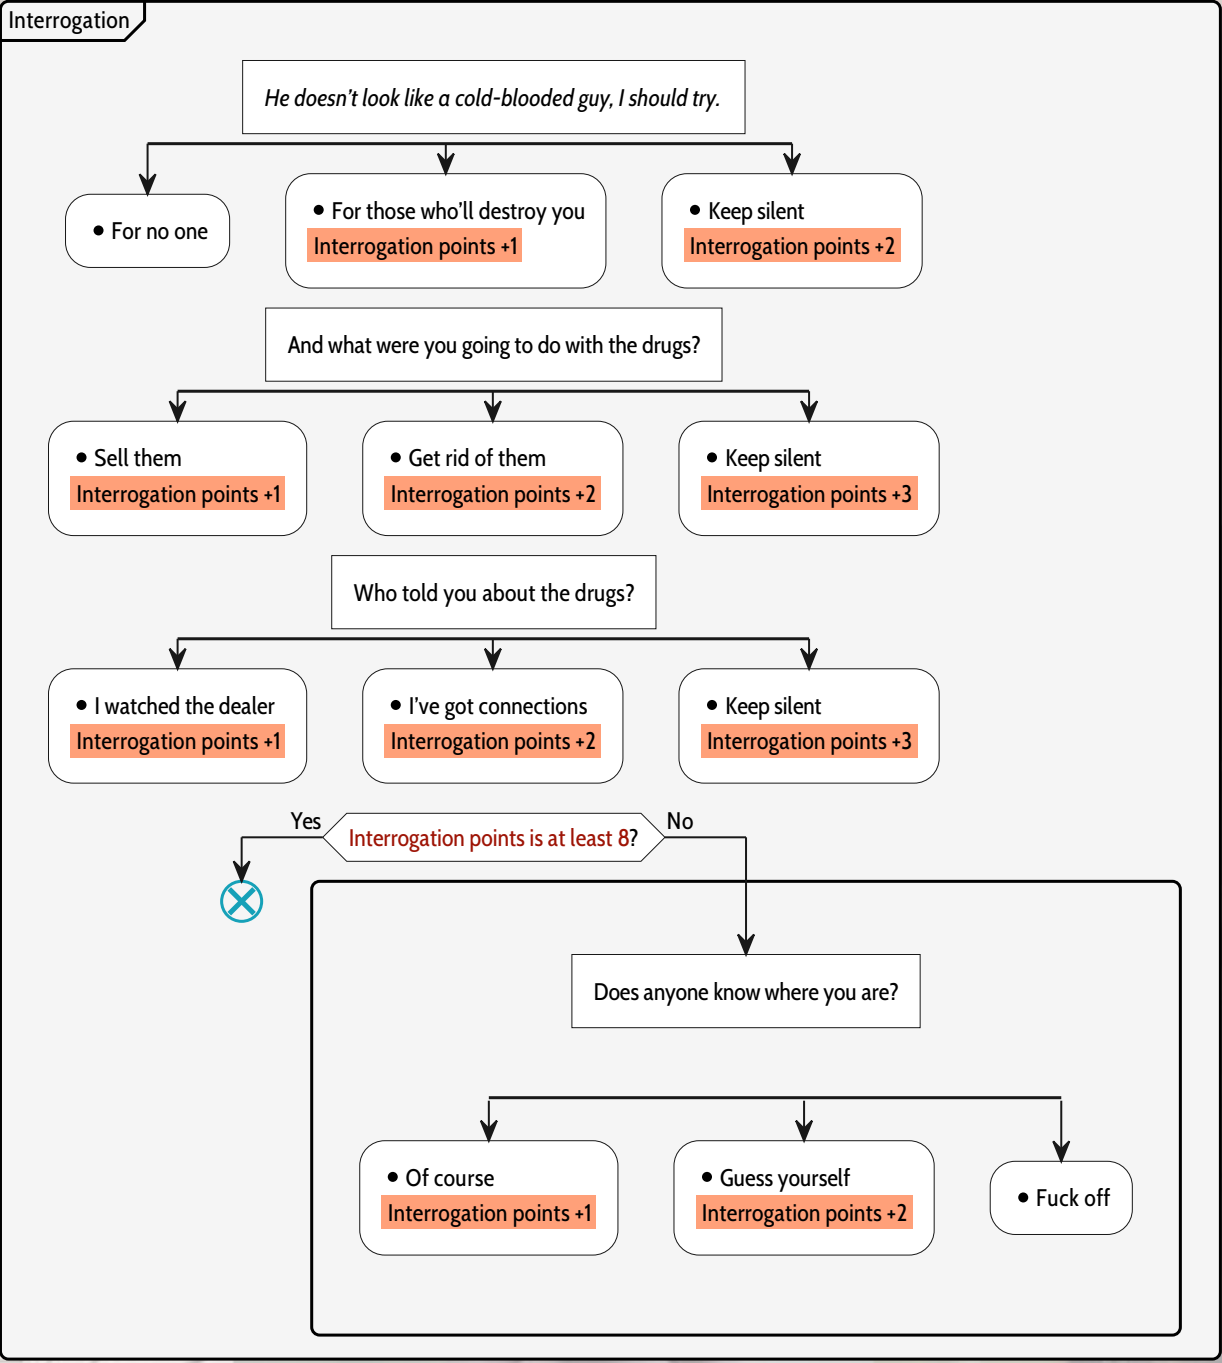 Interrogation
He doesn't look like a cold-blooded guy, I should try.
• For no one
• For those who'll destroy you
Interrogation points +1
• Keep silent
Interrogation points +2
And what were you going to do with the drugs?
• Sell them
Interrogation points +1
• Get rid of them
Interrogation points +2
• Keep silent
Interrogation points +3
Who told you about the drugs?
• I watched the dealer
Interrogation points +1
• I've got connections
Interrogation points +2
• Keep silent
Interrogation points +3
Yes
Interrogation points is at least 8?
No
Does anyone know where you are?
• Of course
Interrogation points +1
• Guess yourself
Interrogation points +2
• Fuck off